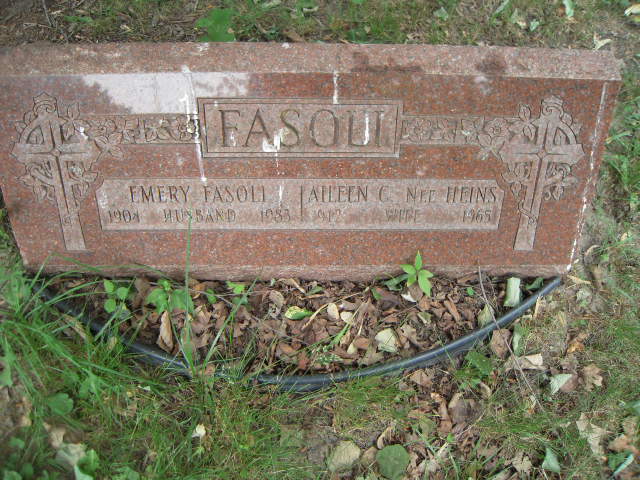 FASOLI
EMERY FASOLI
AILEEN C. NEE HEINS
1904 HUSBAND 1983
1912 WIFE 1965